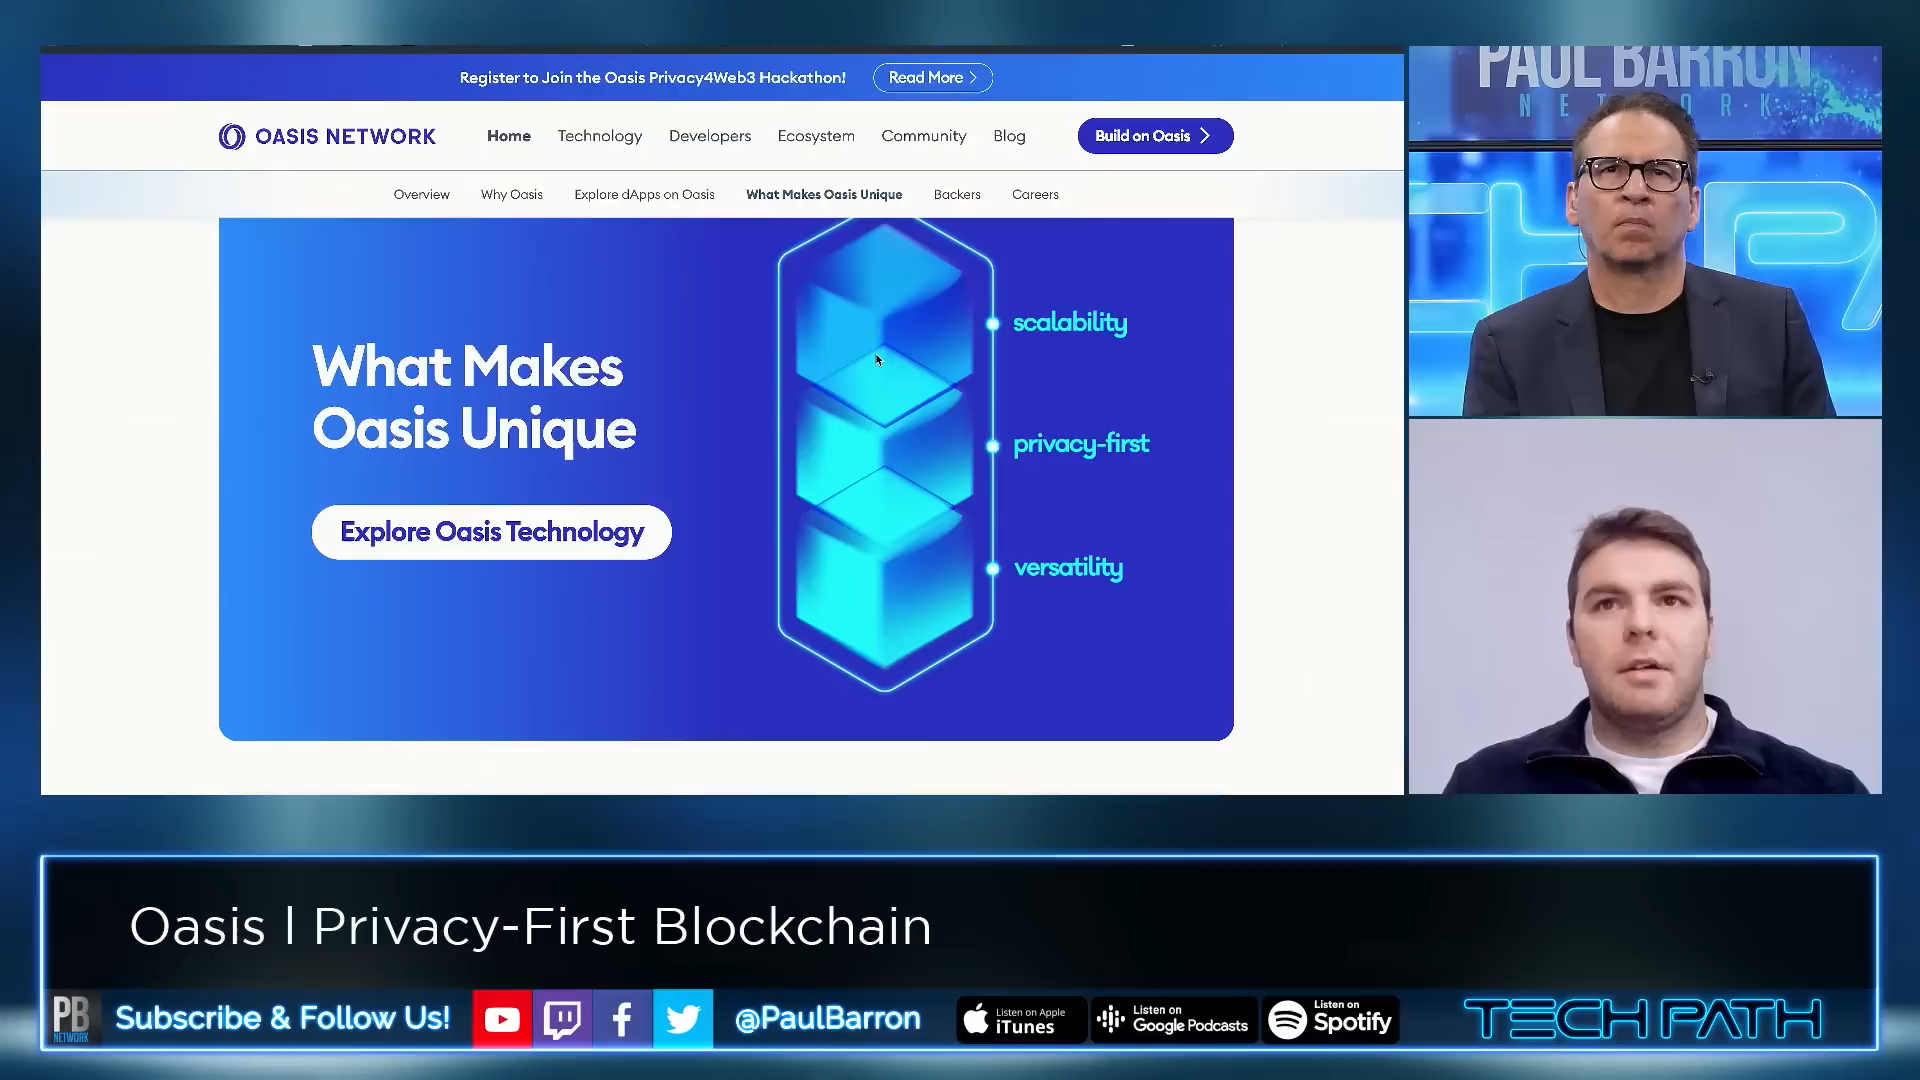 Register to Join the Oasis Privacy4Web3 Hackathon!
Read More
OASIS NETWORK
Home
Technology
Developers
Ecosystem
Community
Blog
Build on Oasis
Overview
Why Oasis
Explore dApps on Oasis
What Makes Oasis Unique
Backers
Careers
What Makes
Oasis Unique
Explore Oasis Technology
scalability
privacy-first
versatility
PAUL BARRON
NETWORK
Oasis | Privacy-First Blockchain
PB
NETWORK
Subscribe & Follow Us!
@PaulBarron
Listen on Apple
iTunes
Listen on
Google Podcasts
Listen on
Spotify
TECH PATH